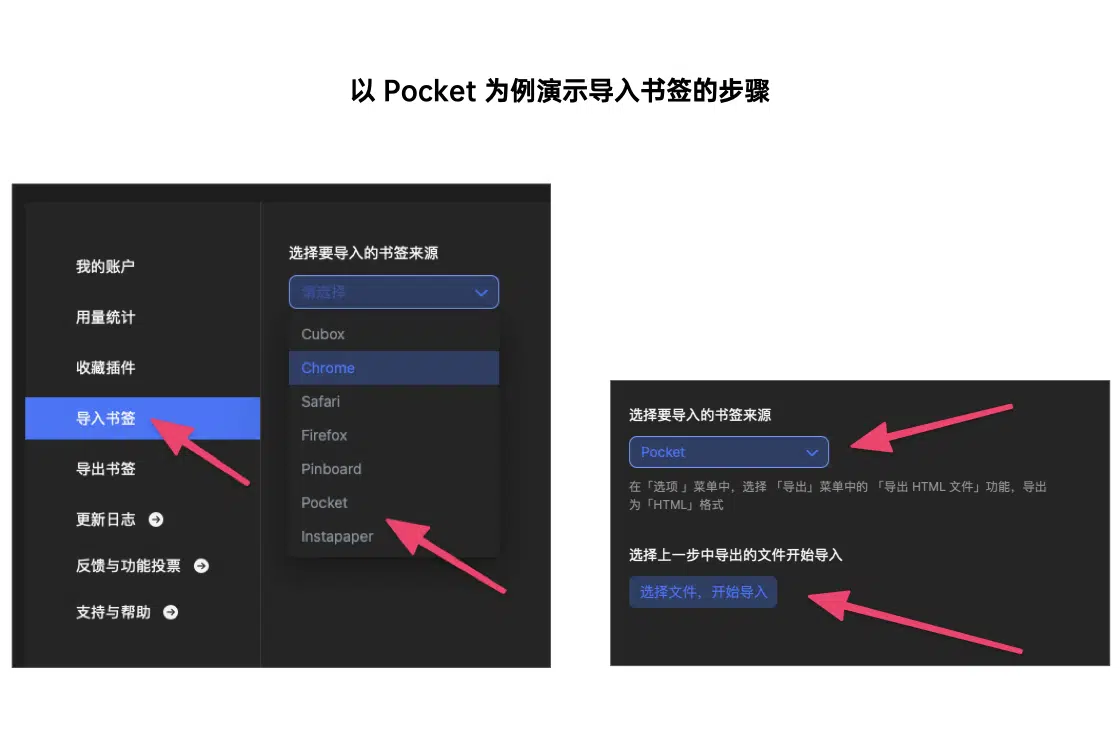 以 Pocket 为例演示导入书签的步骤
我的账户
用量统计
收藏插件
导入书签
导出书签
更新日志
反馈与功能投票
支持与帮助
选择要导入的书签来源
请选择
Cubox
Chrome
Safari
Firefox
Pinboard
Pocket
Instapaper
选择要导入的书签来源
Pocket
在「选项 」菜单中，选择 「导出」菜单中的 「导出 HTML 文件」功能，导出
为「HTML」格式
选择上一步中导出的文件开始导入
选择文件，开始导入